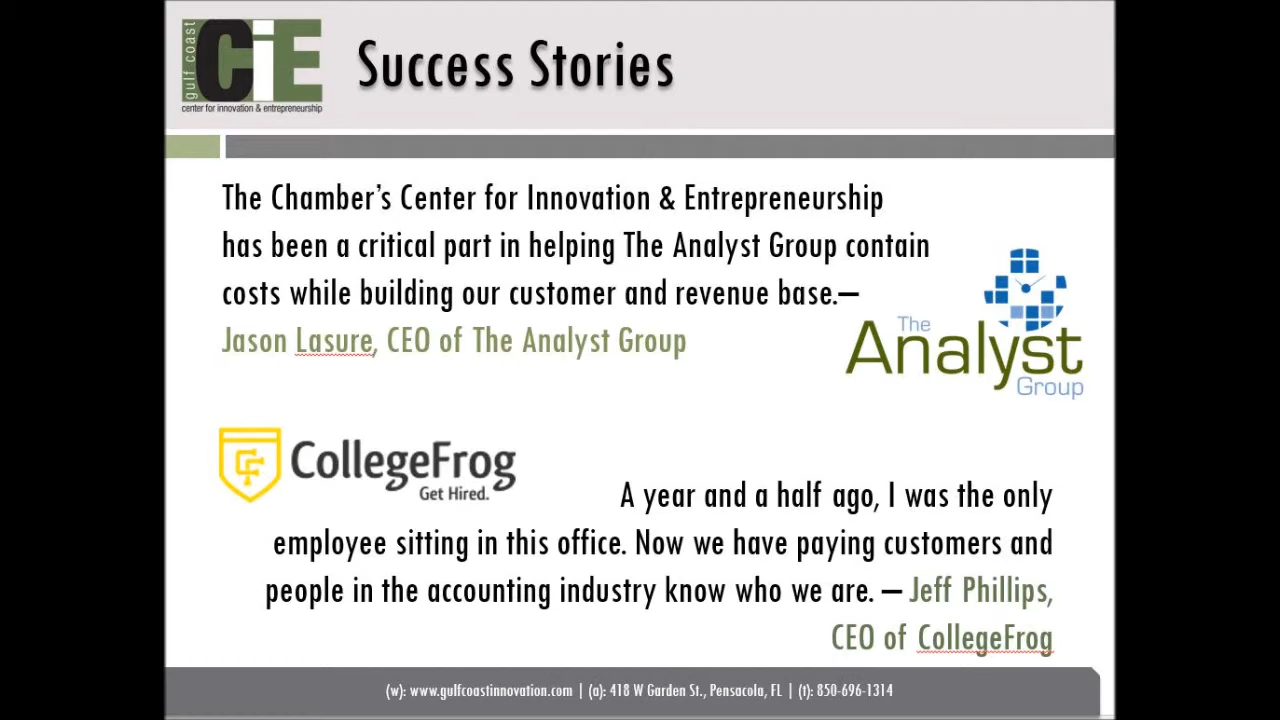 gulf coast
CiE
center for innovation & entrepreneurship
Success Stories
The Chamber's Center for Innovation & Entrepreneurship
has been a critical part in helping The Analyst Group contain
costs while building our customer and revenue base.—
Jason Lasure, CEO of The Analyst Group
The
Analyst
Group
CF
CollegeFrog
Get Hired.
A year and a half ago, I was the only
employee sitting in this office. Now we have paying customers and
people in the accounting industry know who we are. – Jeff Phillips,
CEO of CollegeFrog
(w): www.gulfcoastinnovation.com | (a): 418 W Garden St., Pensacola, FL | (t): 850-696-1314